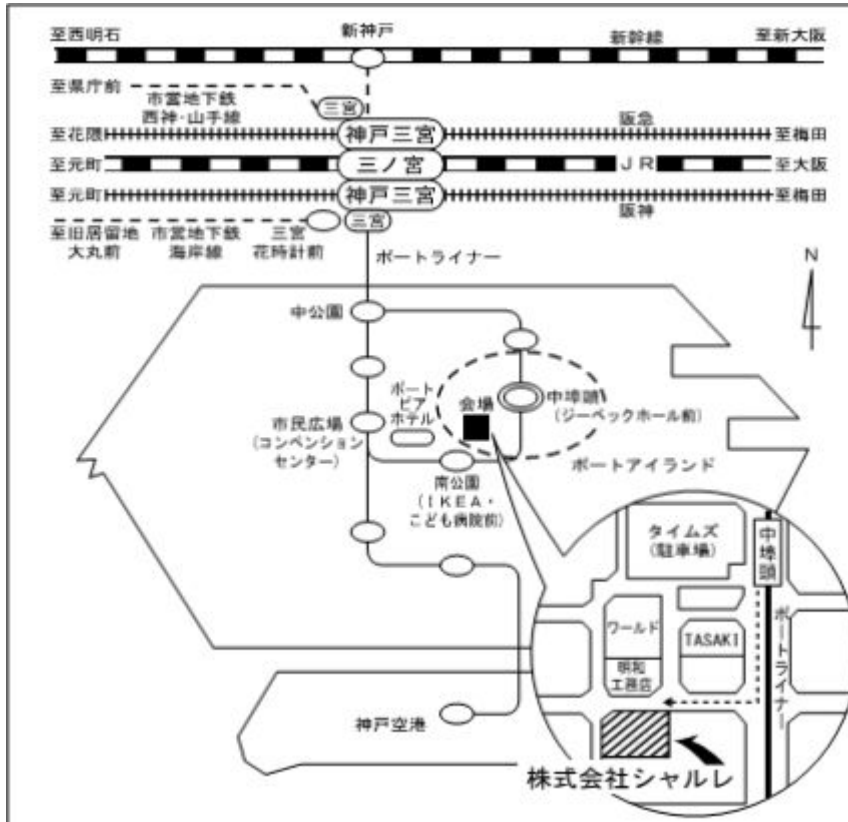 至西明石
新神戸
新幹線
至新大阪
至県庁前
市営地下鉄
西神・山手線
三宮
阪急
至花隈
神戸三宮
至梅田
至元町
三ノ宮
ＪＲ
至大阪
至元町
神戸三宮
至梅田
阪神
三宮
至旧居留地
大丸前
市営地下鉄
海岸線
三宮
花時計前
ポートライナー
N
中公園
ポート
ピア
ホテル
会場
中埠頭
(ジーベックホール前)
市民広場
(コンベンション
センター)
ポートアイランド
南公園
(ＩＫＥＡ・
こども病院前)
タイムズ
(駐車場)
中埠頭
ワールド
TASAKI
ポートライナー
明和
工務店
神戸空港
株式会社シャルレ